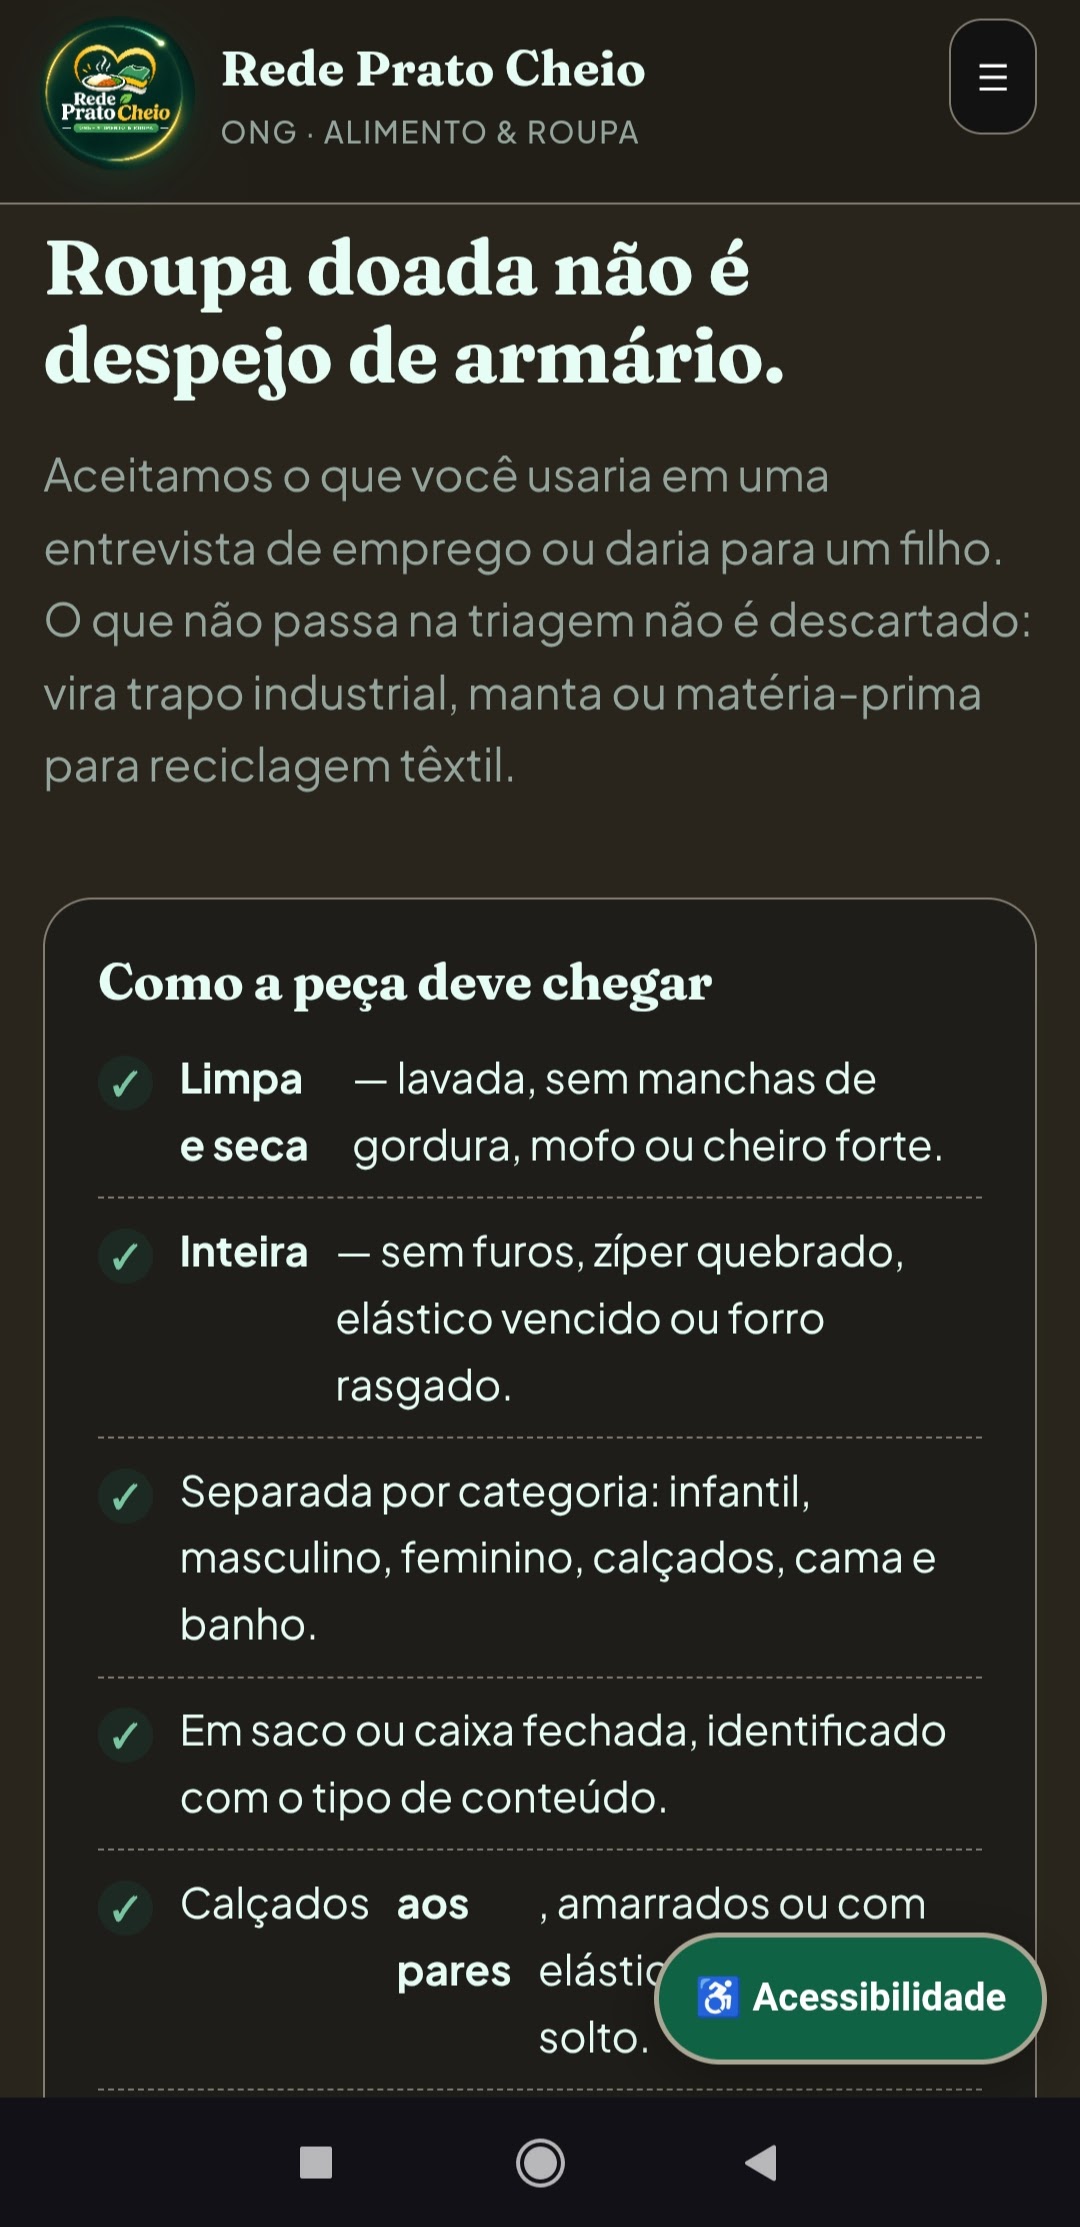 Rede
Prato Cheio
Rede Prato Cheio
ONG · ALIMENTO & ROUPA
☰
Roupa doada não é
despejo de armário.
Aceitamos o que você usaria em uma
entrevista de emprego ou daria para um filho.
O que não passa na triagem não é descartado:
vira trapo industrial, manta ou matéria-prima
para reciclagem têxtil.
Como a peça deve chegar
✓ Limpa — lavada, sem manchas de
e seca gordura, mofo ou cheiro forte.
✓ Inteira — sem furos, zíper quebrado,
elástico vencido ou forro
rasgado.
✓ Separada por categoria: infantil,
masculino, feminino, calçados, cama e
banho.
✓ Em saco ou caixa fechada, identificado
com o tipo de conteúdo.
✓ Calçados aos , amarrados ou com
pares
solto.
♿ Acessibilidade